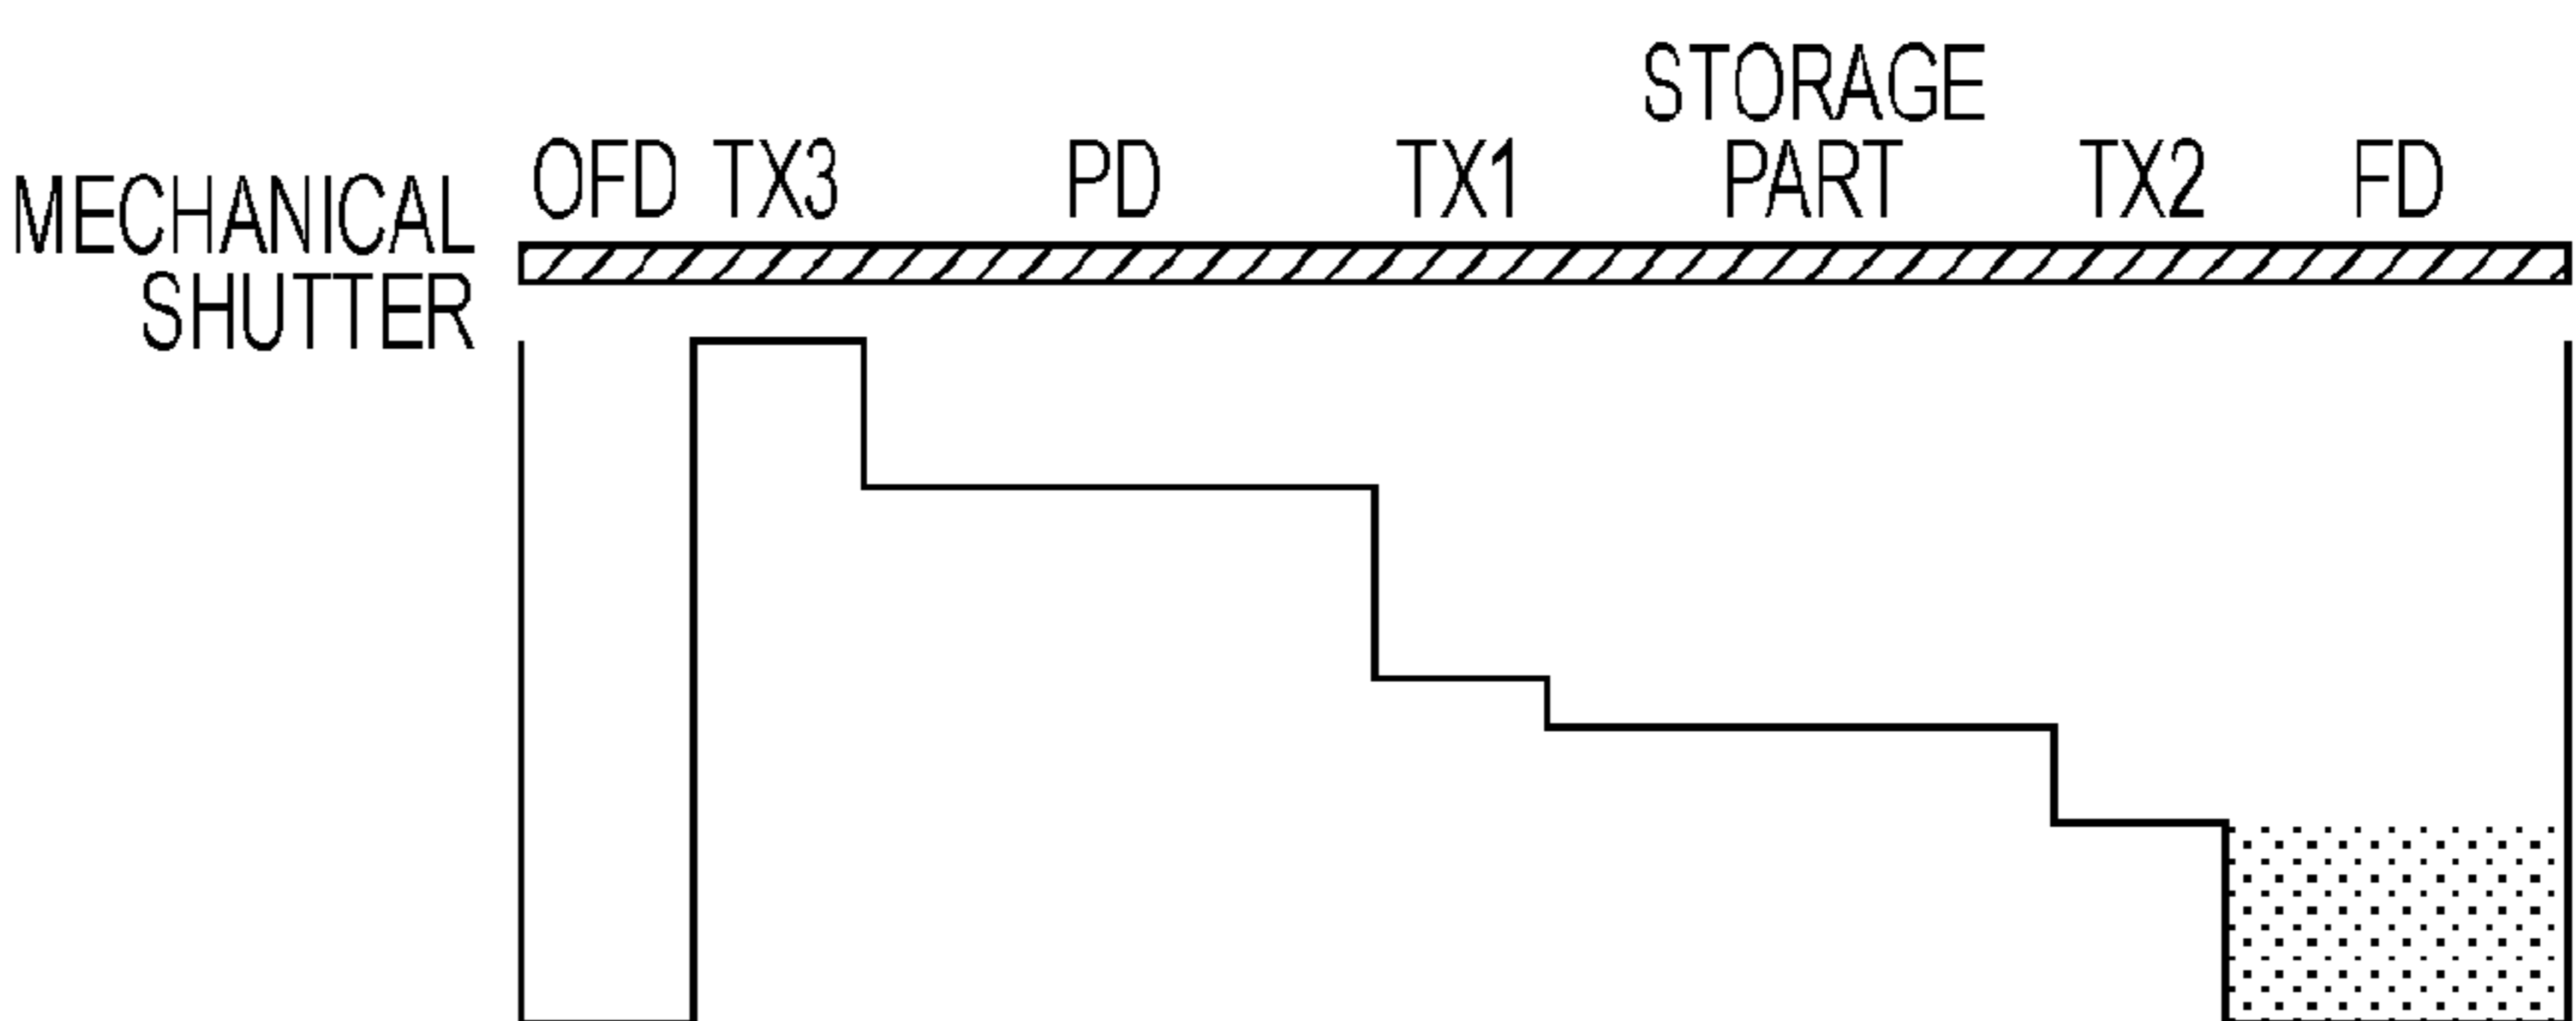 STORAGE
OFD TX3 PD TX1 PART TX2 FD
MECHANICAL
SHUTTER